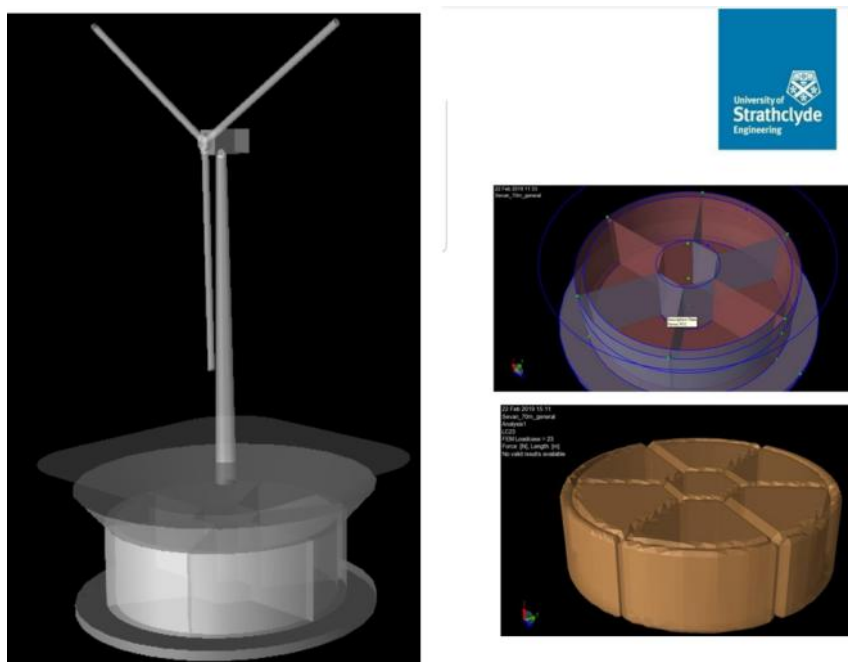 University of
Strathclyde
Engineering
22 Feb 2019 11:33
Sevan_70m_general
22 Feb 2019 15:11
Sevan_70m_general
Analysis1
LC23
FEM Loadcase = 23
Force [N], Length [m]
No valid results available